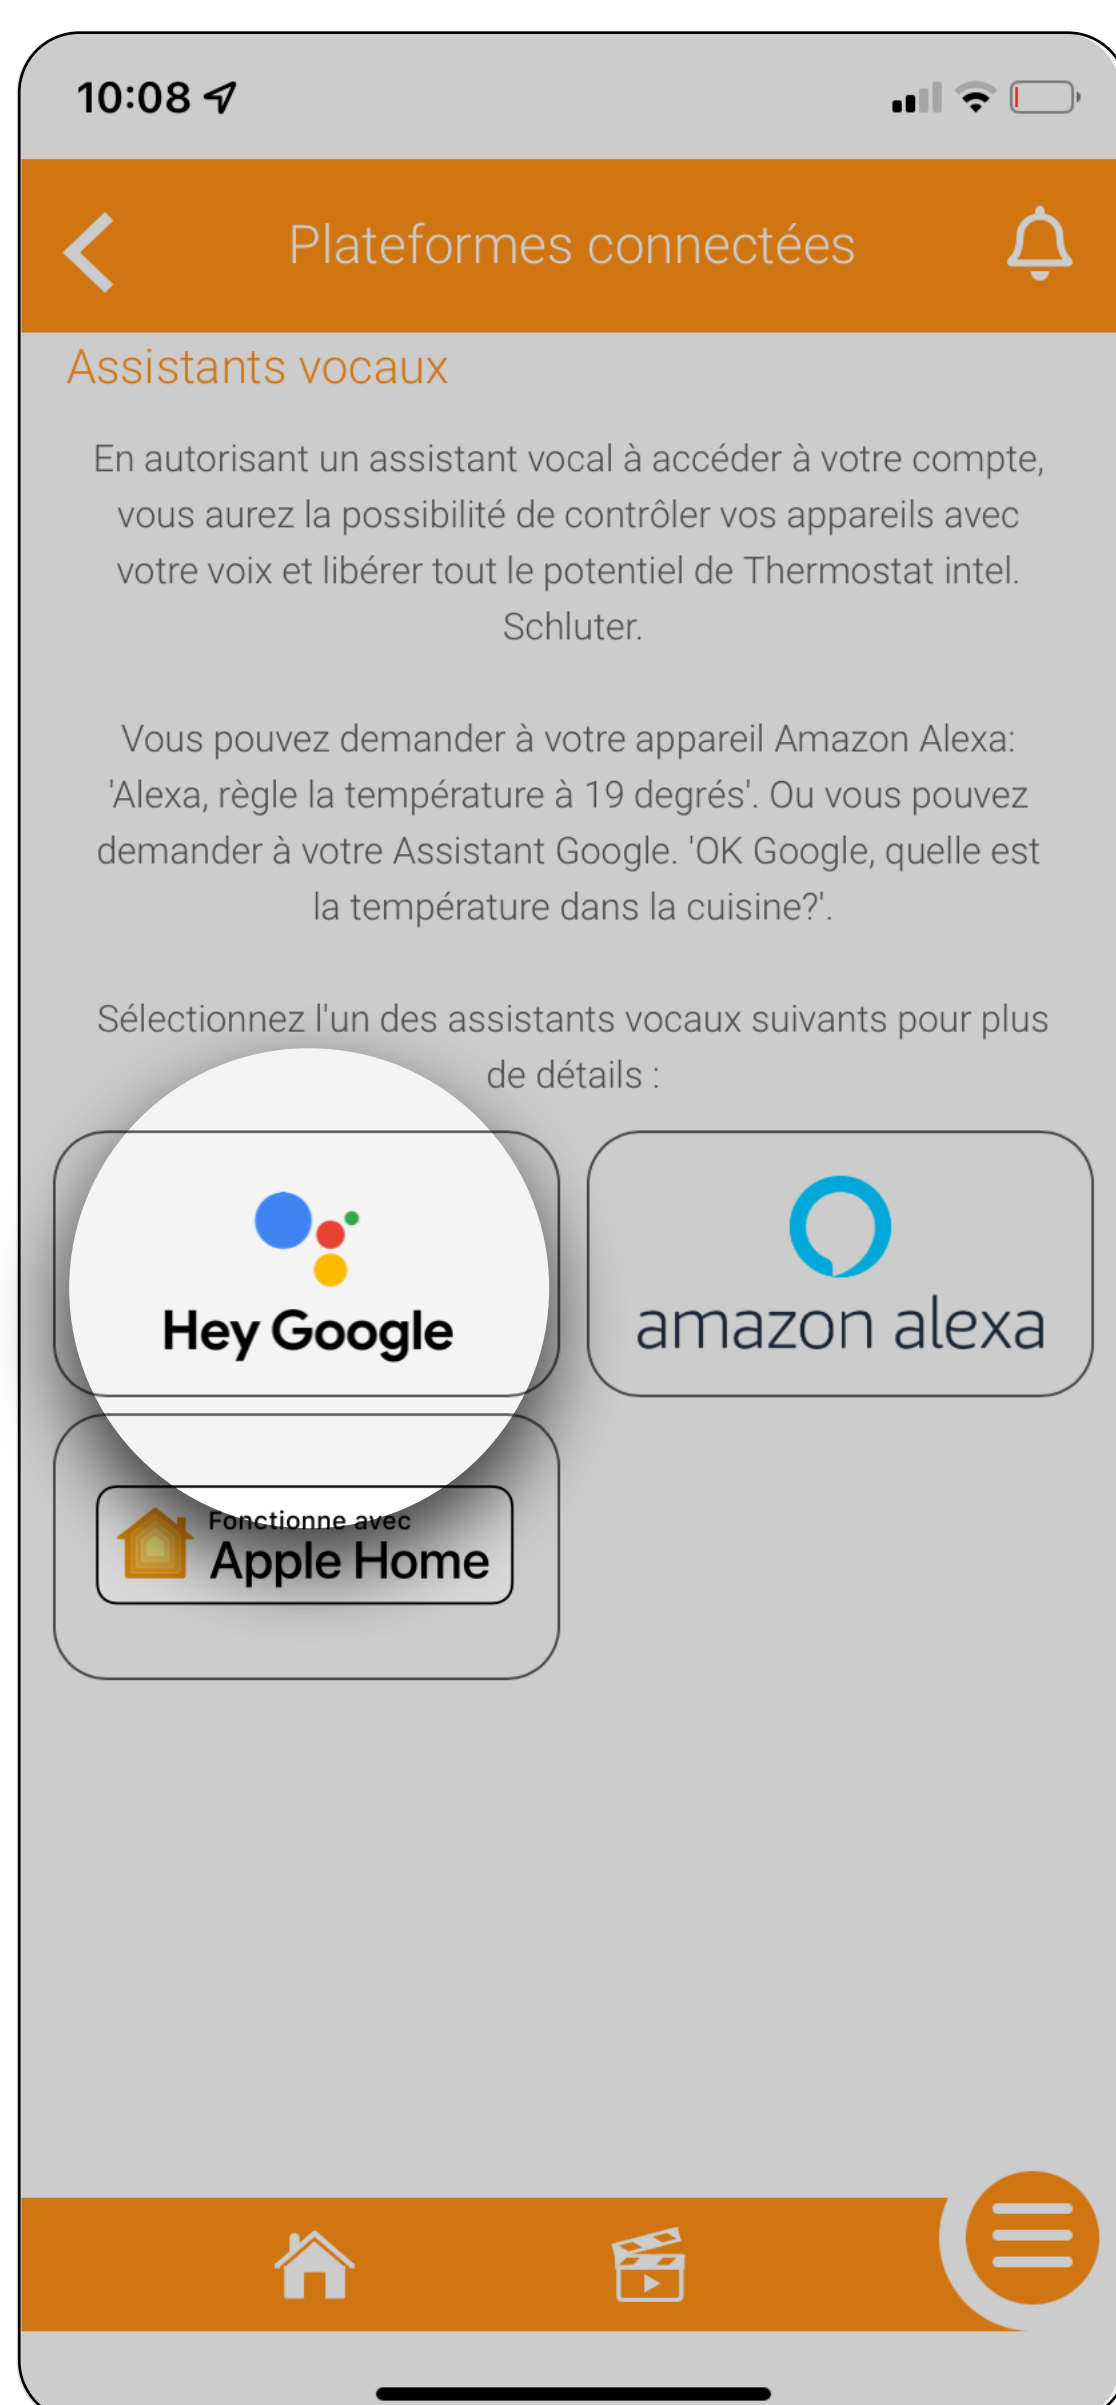 10:08
Plateformes connectées
Assistants vocaux
En autorisant un assistant vocal à accéder à votre compte,
vous aurez la possibilité de contrôler vos appareils avec
votre voix et libérer tout le potentiel de Thermostat intel.
Schluter.
Vous pouvez demander à votre appareil Amazon Alexa:
'Alexa, règle la température à 19 degrés'. Ou vous pouvez
demander à votre Assistant Google. 'OK Google, quelle est
la température dans la cuisine?'.
Sélectionnez l'un des assistants vocaux suivants pour plus
de détails :
Hey Google
amazon alexa
Fonctionne avec
Apple Home